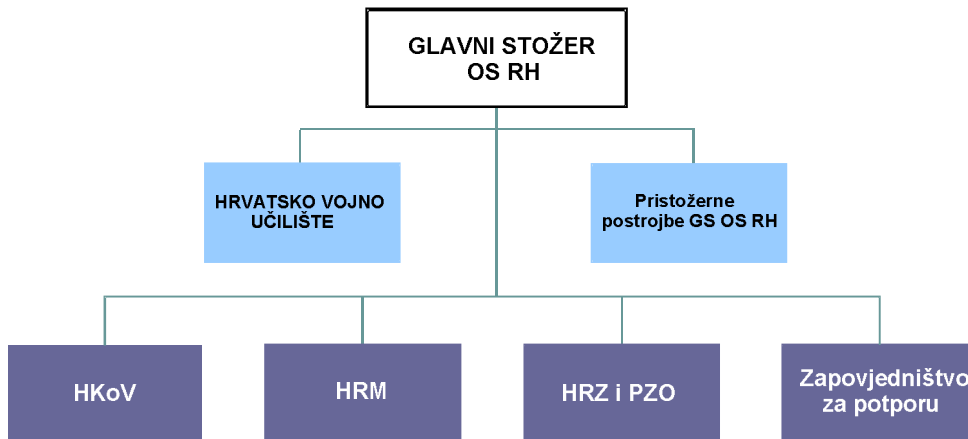 GLAVNI STOŽER
OS RH
HRVATSKO VOJNO
UČILIŠTE
Pristožerne
postrojbe GS OS RH
HKoV
HRM
HRZ i PZO
Zapovjedništvo
za potporu